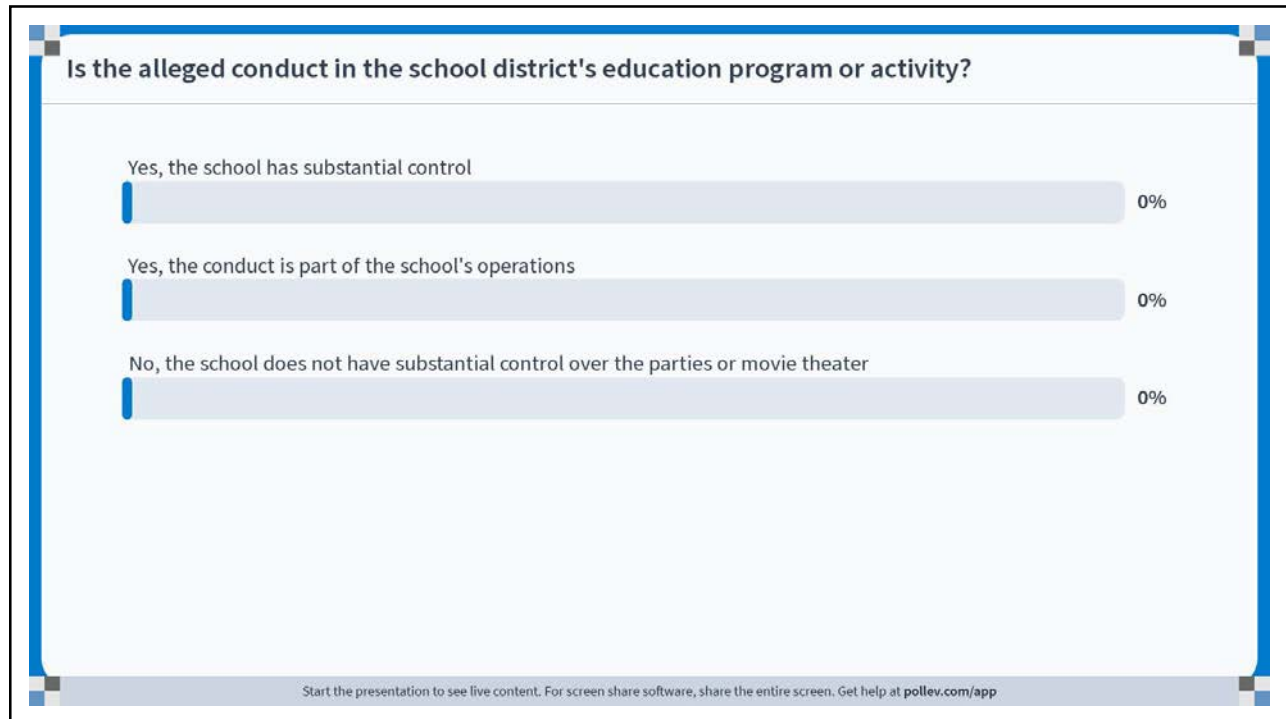 Is the alleged conduct in the school district's education program or activity?
Yes, the school has substantial control
0%
Yes, the conduct is part of the school's operations
0%
No, the school does not have substantial control over the parties or movie theater
0%
Start the presentation to see live content. For screen share software, share the entire screen. Get help at pollev.com/app